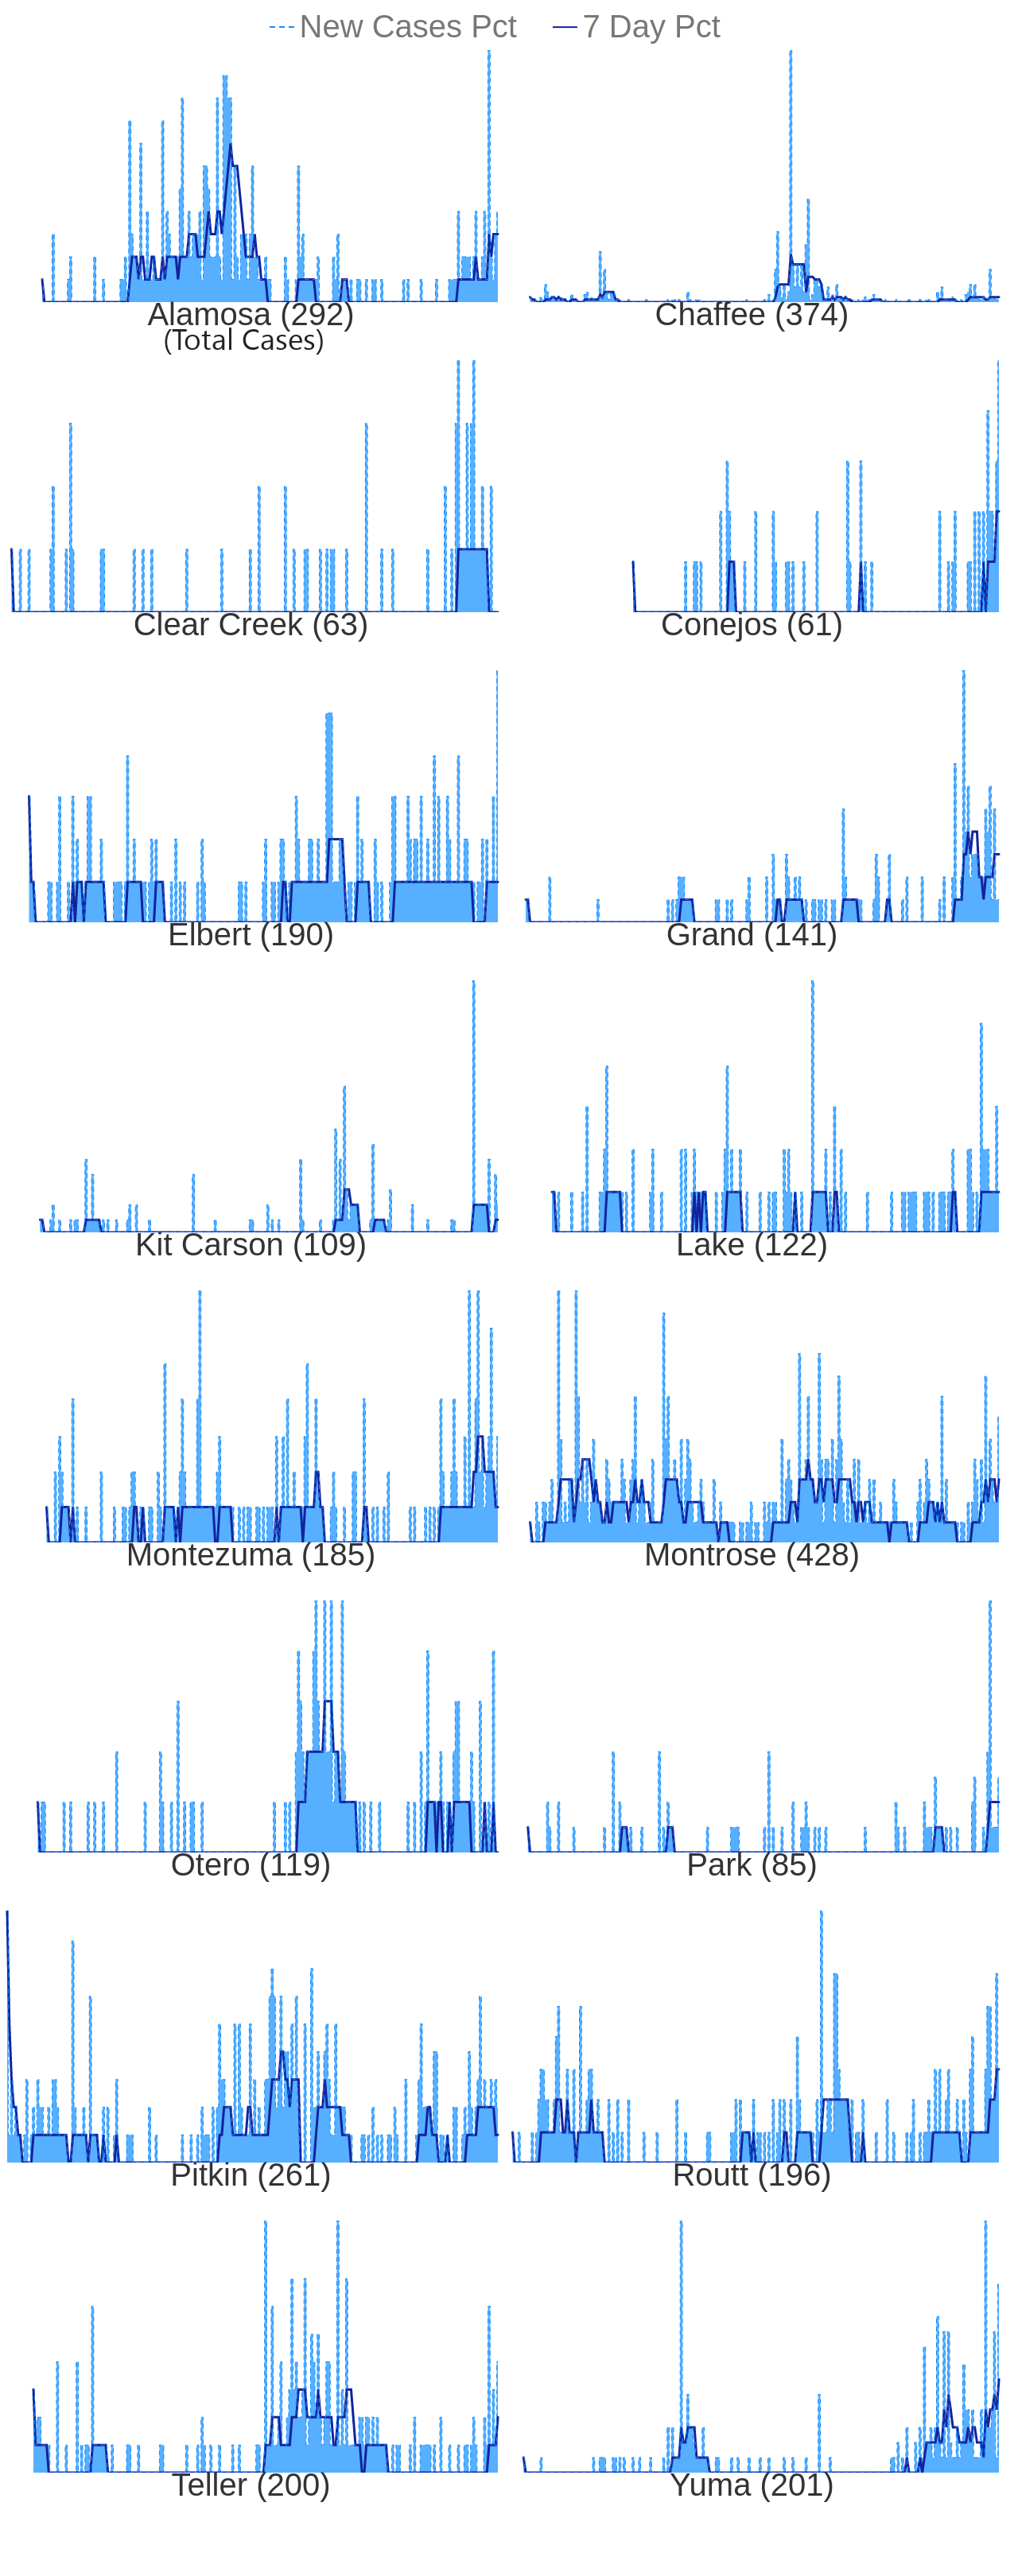 New Cases Pct 7 Day Pct
Alamosa (292) Chaffee (374)
(Total Cases)
Clear Creek (63) Conejos (61)
Elbert (190) Grand (141)
Kit Carson (109) Lake (122)
Montezuma (185) Montrose (428)
Otero (119) Park (85)
Pitkin (261) Routt (196)
Teller (200) Yuma (201)